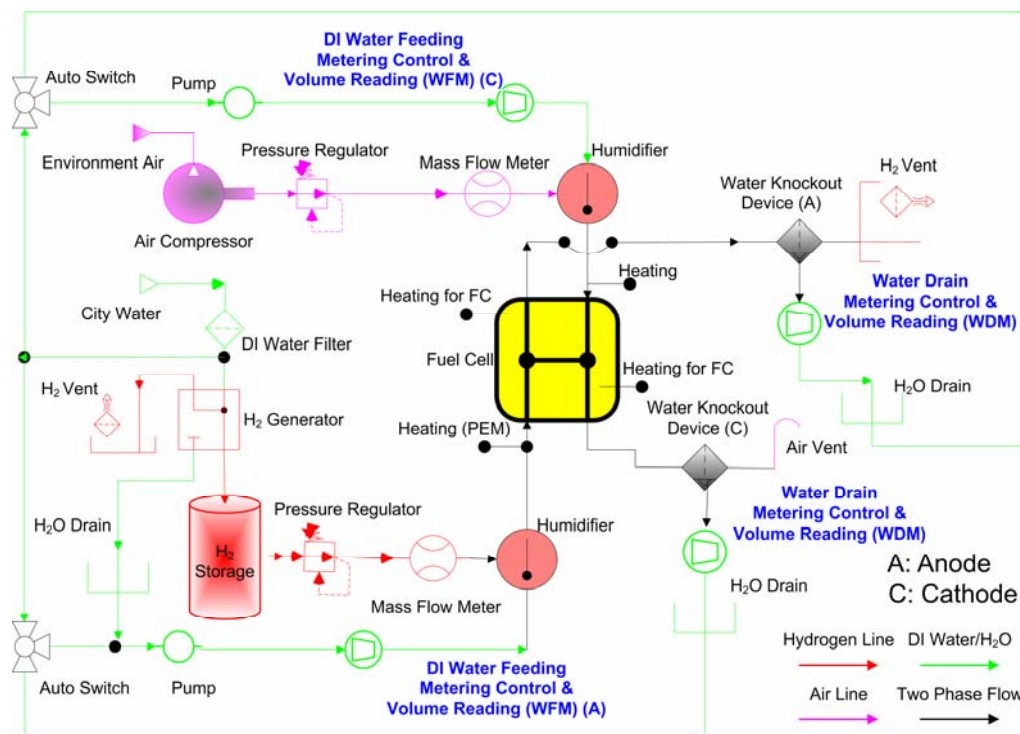 DI Water Feeding
Metering Control &
Volume Reading (WFM) (C)
Auto Switch
Pump
Environment Air
Pressure Regulator
Mass Flow Meter
Humidifier
Air Compressor
Water Knockout
Device (A)
H₂ Vent
Heating
Water Drain
Metering Control &
Volume Reading (WDM)
City Water
Heating for FC
DI Water Filter
Fuel Cell
Heating for FC
H₂O Drain
H₂ Vent
H₂ Generator
Heating (PEM)
Water Knockout
Device (C)
Air Vent
H₂O Drain
Pressure Regulator
Humidifier
Water Drain
Metering Control &
Volume Reading (WDM)
H₂
Storage
Mass Flow Meter
H₂O Drain
A: Anode
C: Cathode
Auto Switch
Pump
DI Water Feeding
Metering Control &
Volume Reading (WFM) (A)
Hydrogen Line
DI Water/H₂O
Air Line
Two Phase Flow